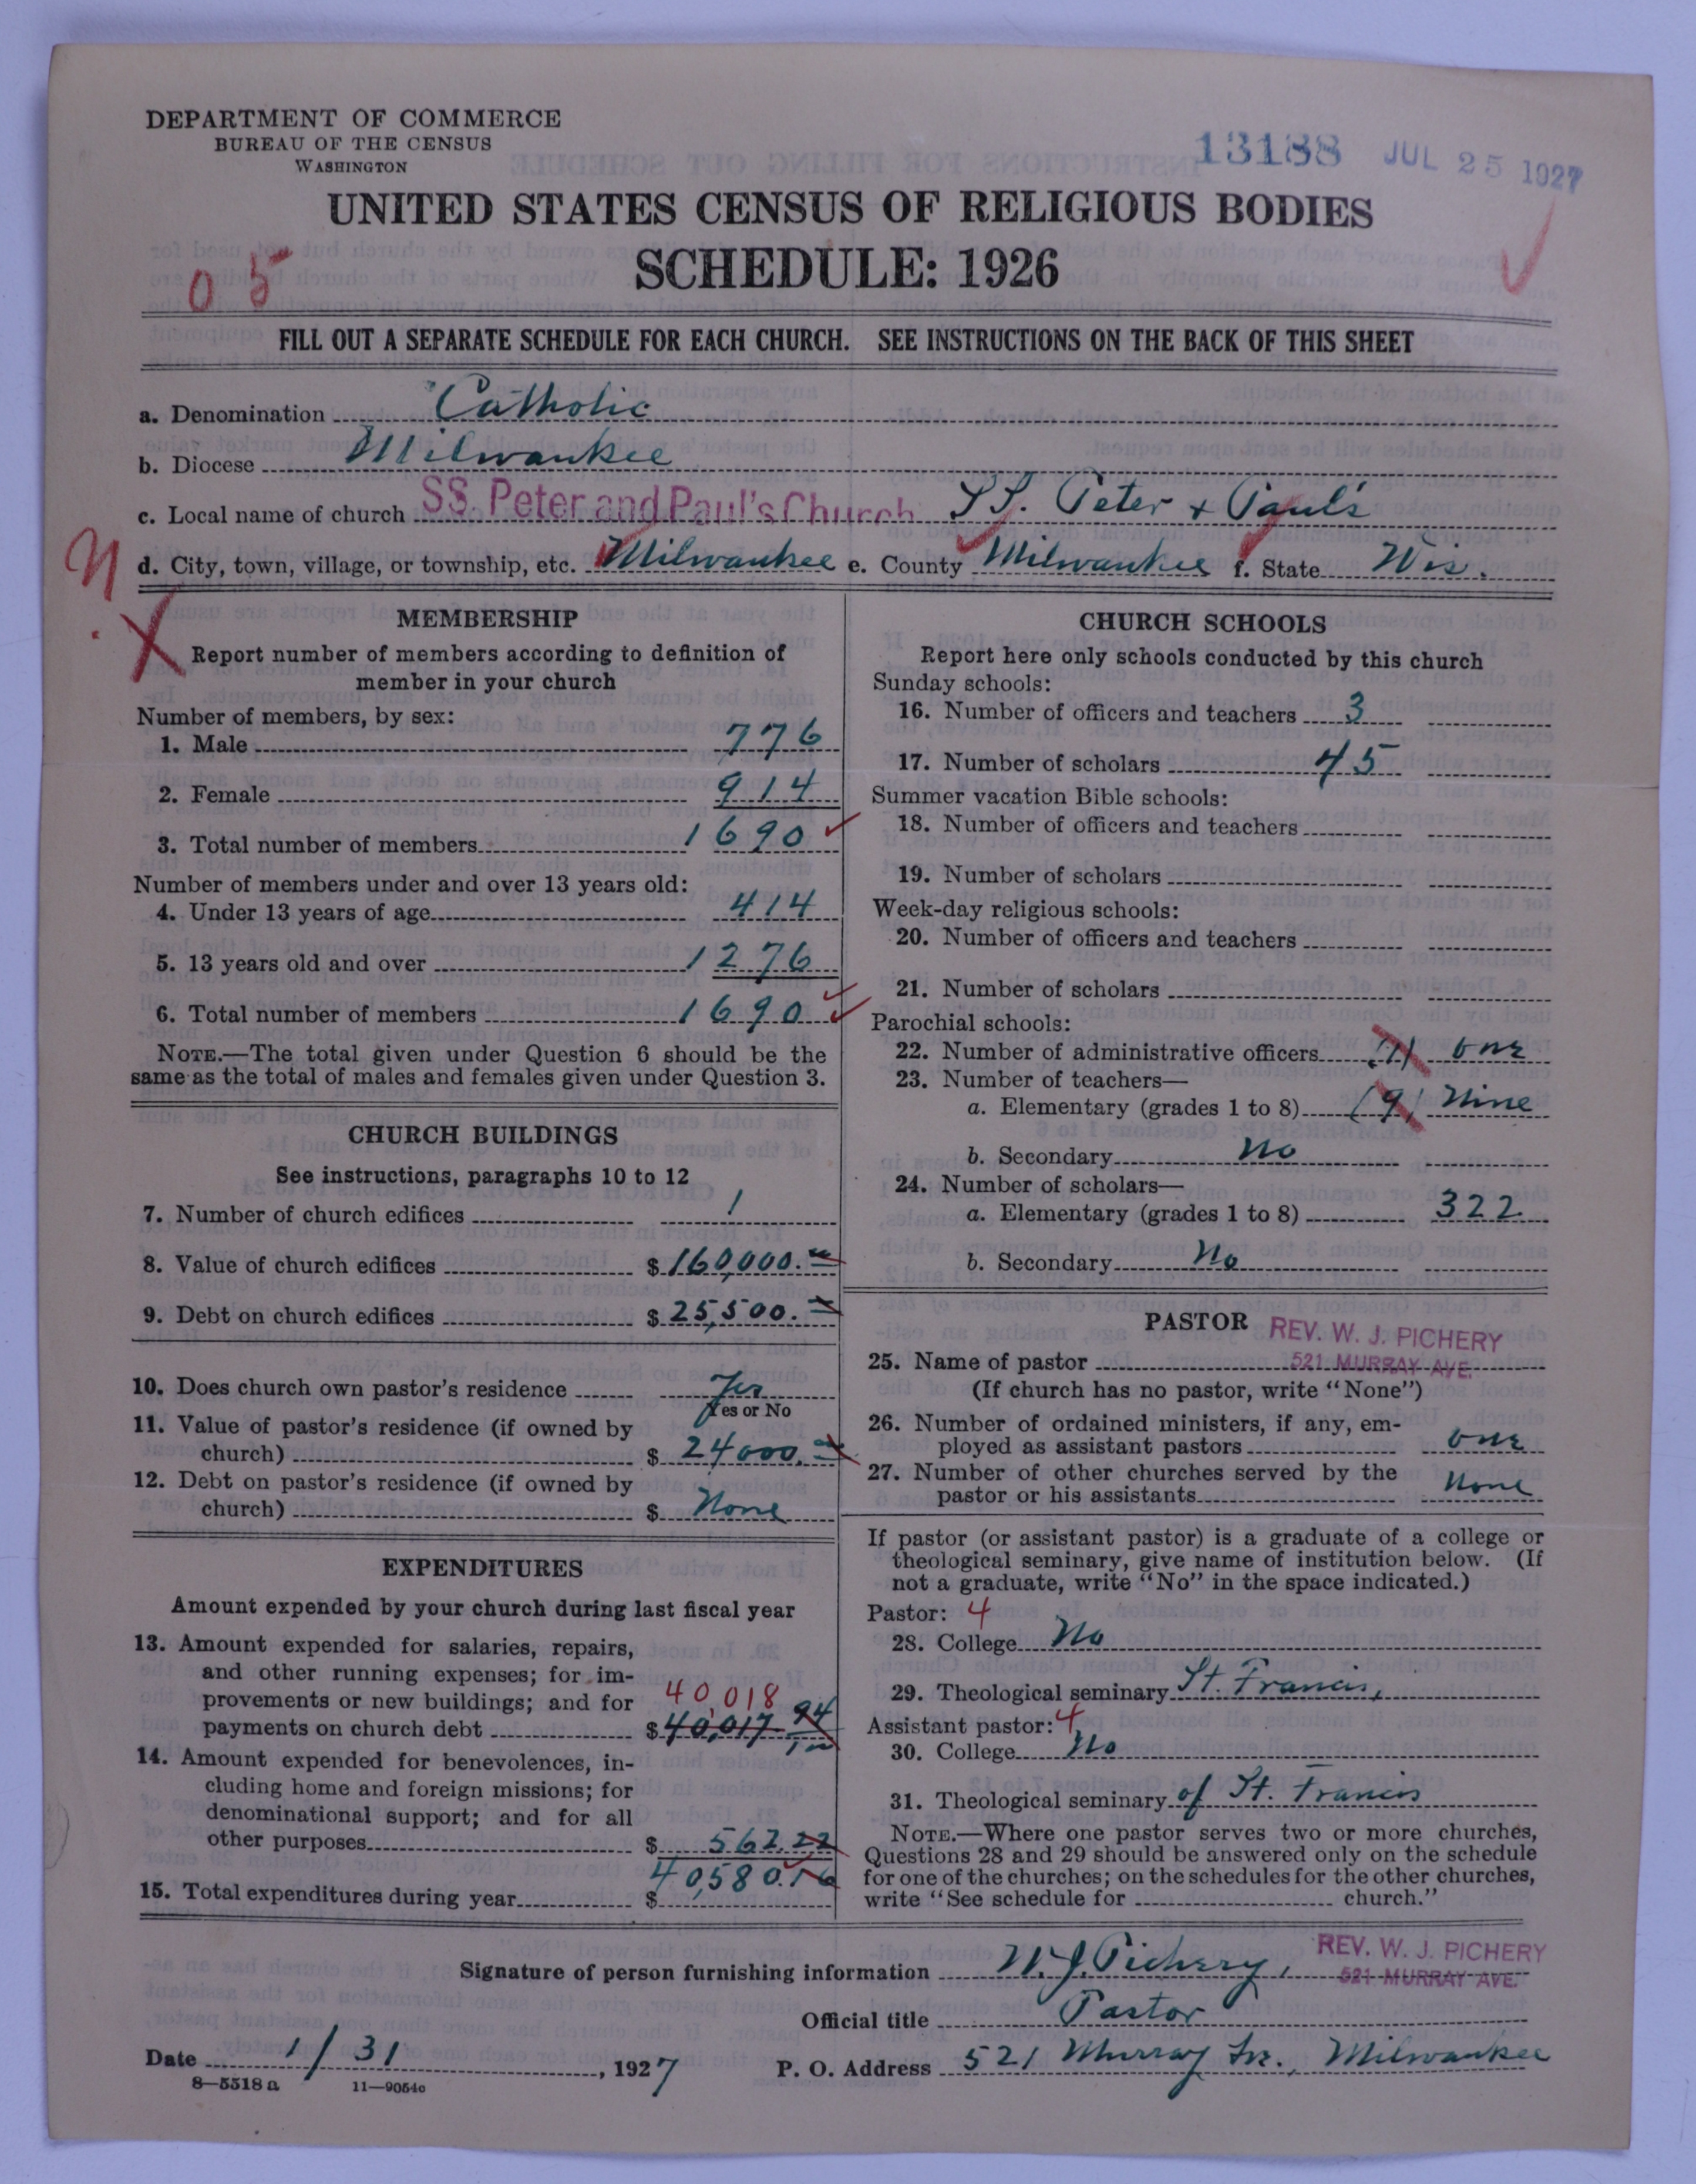 DEPARTMENT OF COMMERCE
BUREAU OF THE CENSUS
WASHINGTON
13188 JUL 25 1927
UNITED STATES CENSUS OF RELIGIOUS BODIES
SCHEDULE: 1926
05
FILL OUT A SEPARATE SCHEDULE FOR EACH CHURCH. SEE INSTRUCTIONS ON THE BACK OF THIS SHEET
a. Denomination Catholic
b. Diocese Milwaukee
c. Local name of church SS. Peter and Paul's Church SS. Peter & Paul's
d. City, town, village, or township, etc. Milwaukee e. County Milwaukee f. State Wis.
MEMBERSHIP
Report number of members according to definition of
member in your church
Number of members, by sex:
1. Male 776
2. Female 914
3. Total number of members 1690
Number of members under and over 13 years old:
4. Under 13 years of age 414
5. 13 years old and over 1276
6. Total number of members 1690
NOTE.—The total given under Question 6 should be the
same as the total of males and females given under Question 3.
CHURCH BUILDINGS
See instructions, paragraphs 10 to 12
7. Number of church edifices 1
8. Value of church edifices $160,000.
9. Debt on church edifices $25,500.
10. Does church own pastor's residence Yes
Yes or No
11. Value of pastor's residence (if owned by
church) $ 24000.
12. Debt on pastor's residence (if owned by
church) $ None
EXPENDITURES
Amount expended by your church during last fiscal year
13. Amount expended for salaries, repairs,
and other running expenses; for im-
provements or new buildings; and for 40,018
payments on church debt $40,017.94
14. Amount expended for benevolences, in-
cluding home and foreign missions; for
denominational support; and for all
other purposes $ 562.22
15. Total expenditures during year $ 40,580.16
CHURCH SCHOOLS
Report here only schools conducted by this church
Sunday schools:
16. Number of officers and teachers 3
17. Number of scholars 45
Summer vacation Bible schools:
18. Number of officers and teachers
19. Number of scholars
Week-day religious schools:
20. Number of officers and teachers
21. Number of scholars
Parochial schools:
22. Number of administrative officers (1) one
23. Number of teachers—
a. Elementary (grades 1 to 8) (9) Nine
b. Secondary No
24. Number of scholars—
a. Elementary (grades 1 to 8) 322
b. Secondary No
PASTOR REV. W. J. PICHERY
25. Name of pastor 521 MURRAY AVE.
(If church has no pastor, write "None")
26. Number of ordained ministers, if any, em-
ployed as assistant pastors one
27. Number of other churches served by the
pastor or his assistants None
If pastor (or assistant pastor) is a graduate of a college or
theological seminary, give name of institution below. (If
not a graduate, write "No" in the space indicated.)
Pastor: 4
28. College No
29. Theological seminary St. Francis,
Assistant pastor: 4
30. College No
31. Theological seminary of St. Francis
NOTE.—Where one pastor serves two or more churches,
Questions 28 and 29 should be answered only on the schedule
for one of the churches; on the schedules for the other churches,
write "See schedule for church."
Signature of person furnishing information W. J. Pichery, REV. W. J. PICHERY
521 MURRAY AVE.
Official title Pastor
Date 1/31, 1927 P. O. Address 521 Murray Av., Milwaukee
8—5518 a 11—9054c